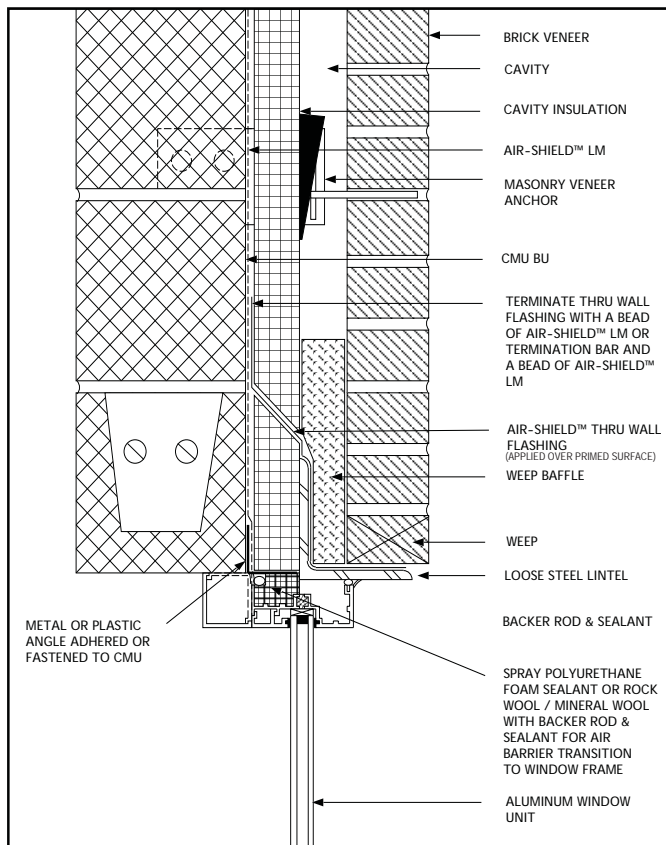 BRICK VENEER
CAVITY
CAVITY INSULATION
AIR-SHIELD™ LM
MASONRY VENEER
ANCHOR
CMU BU
TERMINATE THRU WALL
FLASHING WITH A BEAD
OF AIR-SHIELD™ LM OR
TERMINATION BAR AND
A BEAD OF AIR-SHIELD™
LM
AIR-SHIELD™ THRU WALL
FLASHING
(APPLIED OVER PRIMED SURFACE)
WEEP BAFFLE
WEEP
LOOSE STEEL LINTEL
BACKER ROD & SEALANT
METAL OR PLASTIC
ANGLE ADHERED OR
FASTENED TO CMU
SPRAY POLYURETHANE
FOAM SEALANT OR ROCK
WOOL / MINERAL WOOL
WITH BACKER ROD &
SEALANT FOR AIR
BARRIER TRANSITION
TO WINDOW FRAME
ALUMINUM WINDOW
UNIT